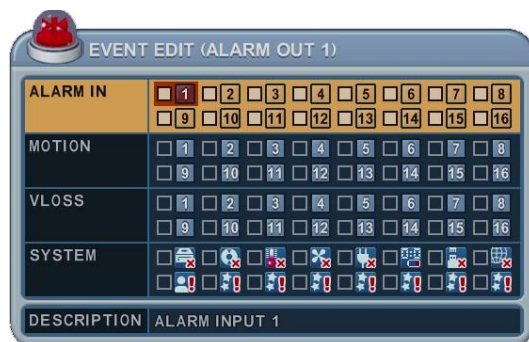 EVENT EDIT (ALARM OUT 1)
ALARM IN 1 2 3 4 5 6 7 8
9 10 11 12 13 14 15 16
MOTION 1 2 3 4 5 6 7 8
9 10 11 12 13 14 15 16
VLOSS 1 2 3 4 5 6 7 8
9 10 11 12 13 14 15 16
SYSTEM
DESCRIPTION ALARM INPUT 1